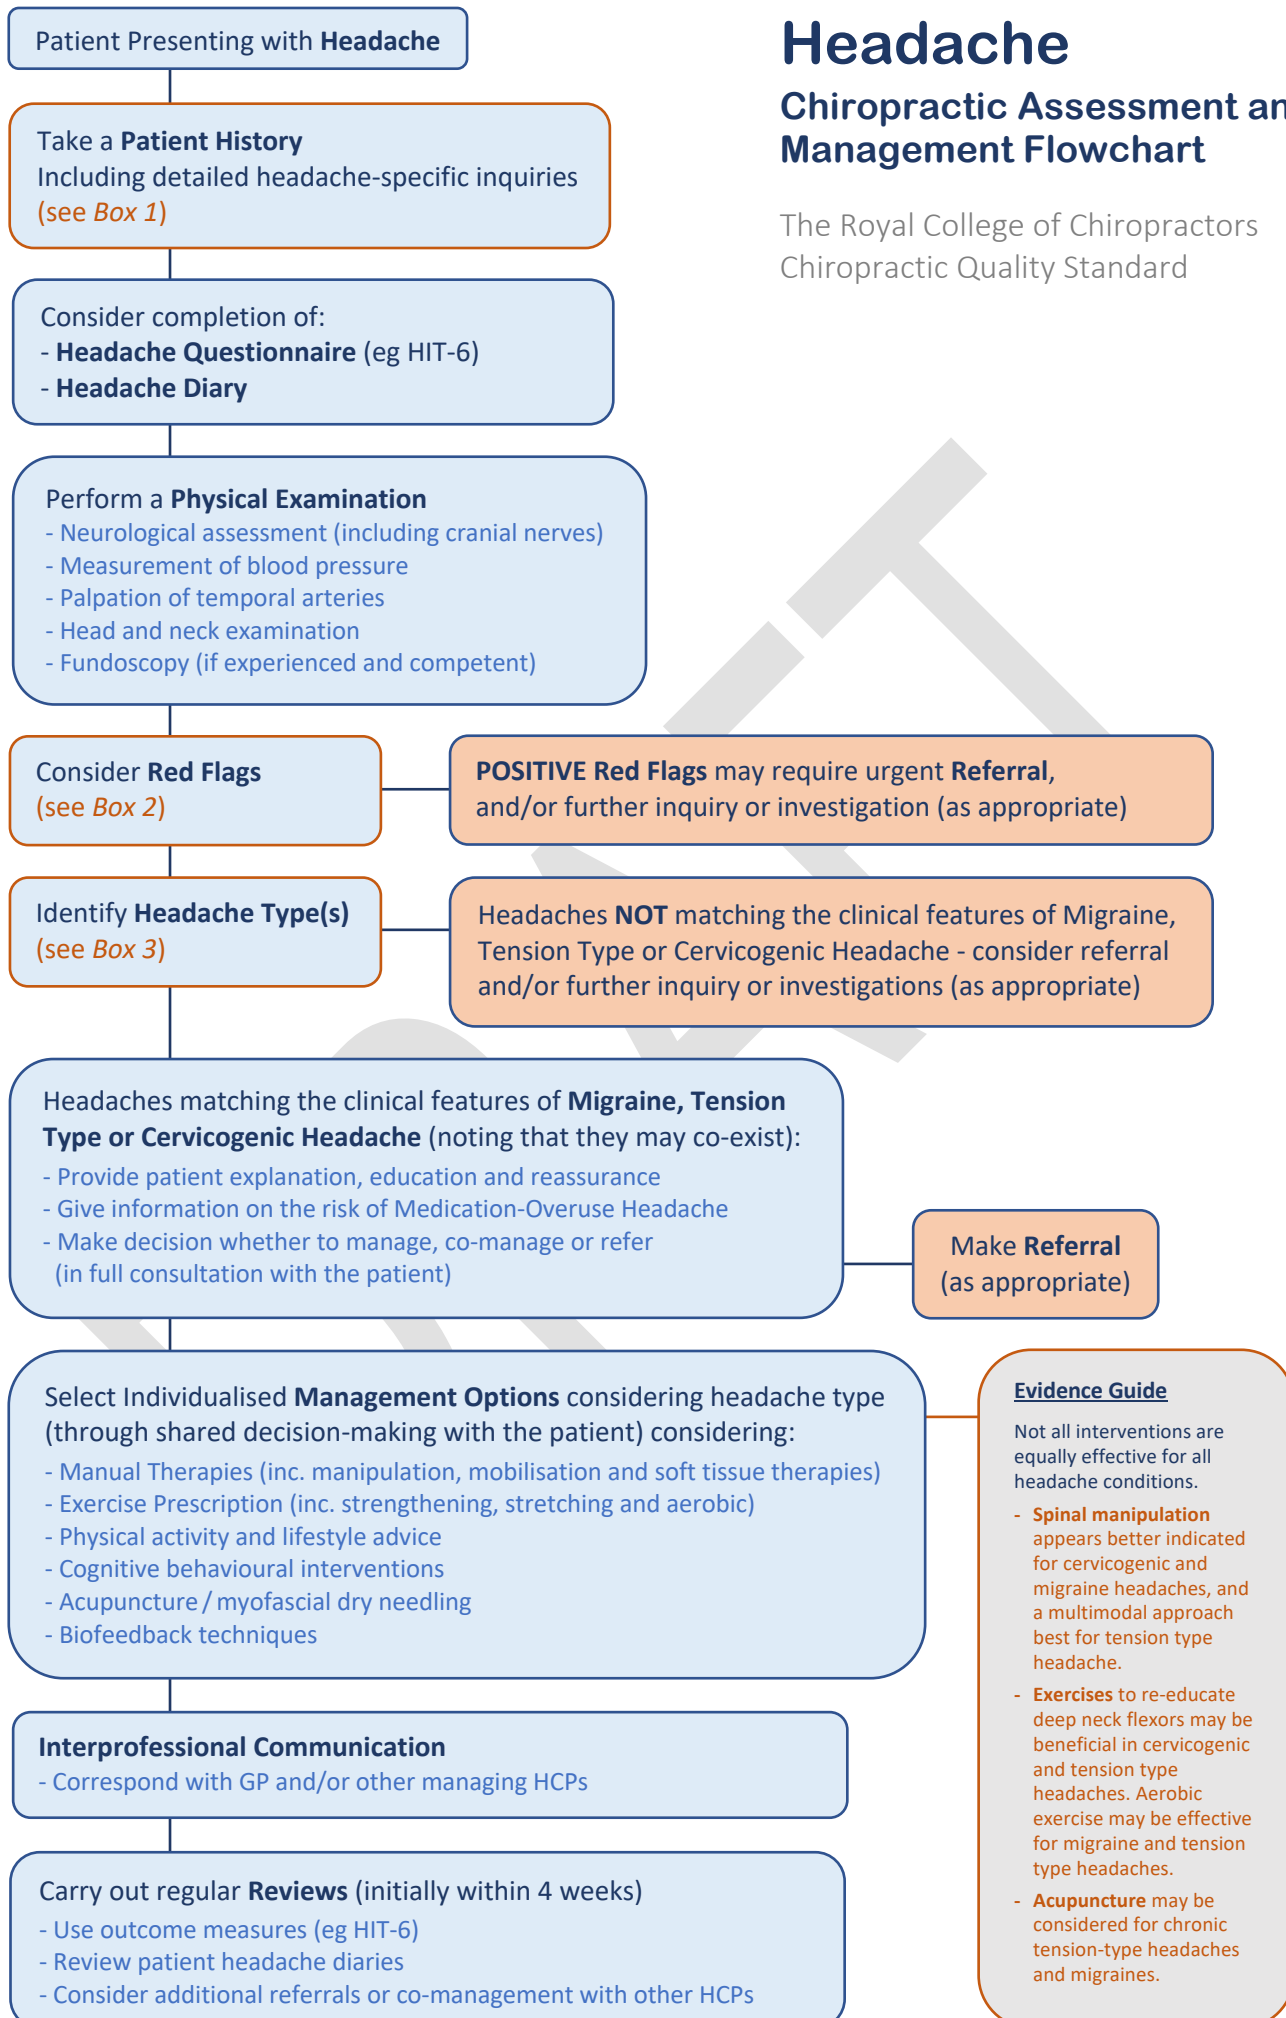 Patient Presenting with Headache
Headache
Chiropractic Assessment an
Management Flowchart
The Royal College of Chiropractors
Chiropractic Quality Standard
Take a Patient History
Including detailed headache-specific inquiries
(see Box 1)
Consider completion of:
- Headache Questionnaire (eg HIT-6)
- Headache Diary
Perform a Physical Examination
- Neurological assessment (including cranial nerves)
- Measurement of blood pressure
- Palpation of temporal arteries
- Head and neck examination
- Fundoscopy (if experienced and competent)
Consider Red Flags
(see Box 2)
POSITIVE Red Flags may require urgent Referral,
and/or further inquiry or investigation (as appropriate)
Identify Headache Type(s)
(see Box 3)
Headaches NOT matching the clinical features of Migraine,
Tension Type or Cervicogenic Headache - consider referral
and/or further inquiry or investigations (as appropriate)
Headaches matching the clinical features of Migraine, Tension
Type or Cervicogenic Headache (noting that they may co-exist):
- Provide patient explanation, education and reassurance
- Give information on the risk of Medication-Overuse Headache
- Make decision whether to manage, co-manage or refer
(in full consultation with the patient)
Make Referral
(as appropriate)
Select Individualised Management Options considering headache type
(through shared decision-making with the patient) considering:
- Manual Therapies (inc. manipulation, mobilisation and soft tissue therapies)
- Exercise Prescription (inc. strengthening, stretching and aerobic)
- Physical activity and lifestyle advice
- Cognitive behavioural interventions
- Acupuncture / myofascial dry needling
- Biofeedback techniques
Evidence Guide
Not all interventions are
equally effective for all
headache conditions.
- Spinal manipulation
appears better indicated
for cervicogenic and
migraine headaches, and
a multimodal approach
best for tension type
headache.
- Exercises to re-educate
deep neck flexors may be
beneficial in cervicogenic
and tension type
headaches. Aerobic
exercise may be effective
for migraine and tension
type headaches.
- Acupuncture may be
considered for chronic
tension-type headaches
and migraines.
Interprofessional Communication
- Correspond with GP and/or other managing HCPs
Carry out regular Reviews (initially within 4 weeks)
- Use outcome measures (eg HIT-6)
- Review patient headache diaries
- Consider additional referrals or co-management with other HCPs
DRAFT